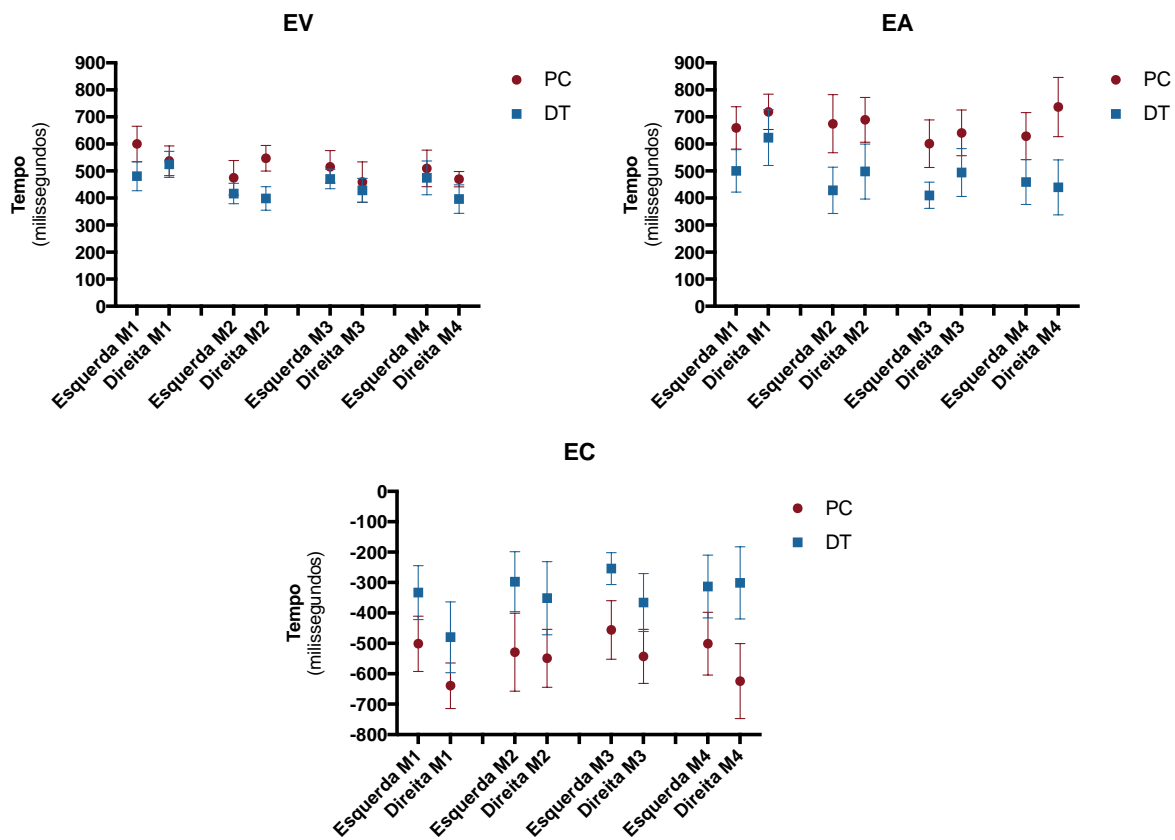 EV
900
800
700
600
500
400
300
200
100
0
Tempo
(milissegundos)
PC
DT
Esquerda M1
Direita M1
Esquerda M2
Direita M2
Esquerda M3
Direita M3
Esquerda M4
Direita M4
EA
900
800
700
600
500
400
300
200
100
0
Tempo
(milissegundos)
PC
DT
Esquerda M1
Direita M1
Esquerda M2
Direita M2
Esquerda M3
Direita M3
Esquerda M4
Direita M4
EC
0
-100
-200
-300
-400
-500
-600
-700
-800
Tempo
(milissegundos)
PC
DT
Esquerda M1
Direita M1
Esquerda M2
Direita M2
Esquerda M3
Direita M3
Esquerda M4
Direita M4